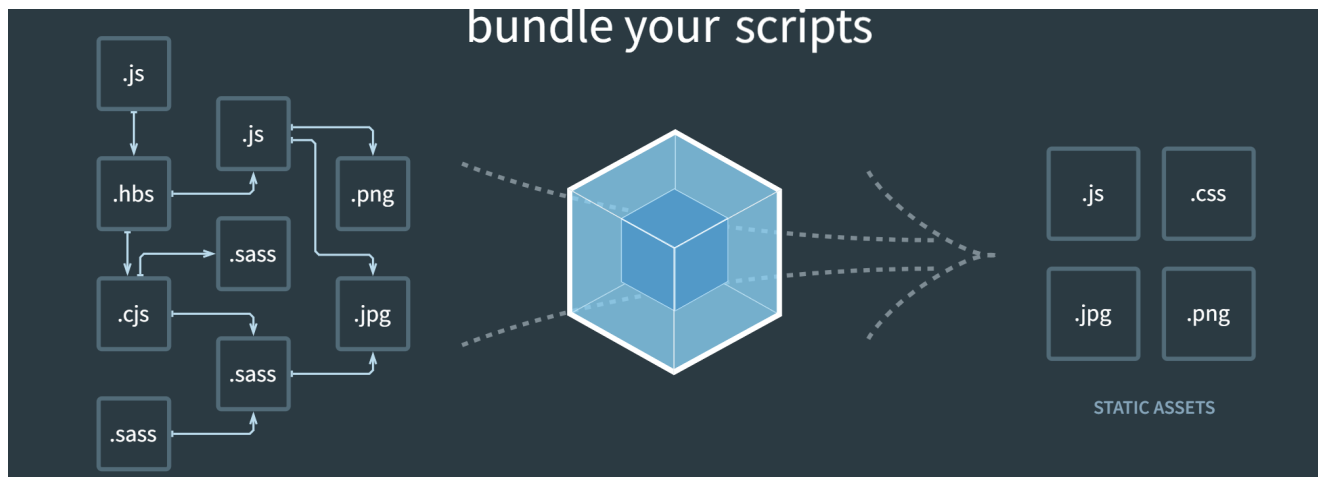 bundle your scripts
.js
.js
.hbs
.png
.sass
.cjs
.jpg
.sass
.sass
.js
.css
.jpg
.png
STATIC ASSETS